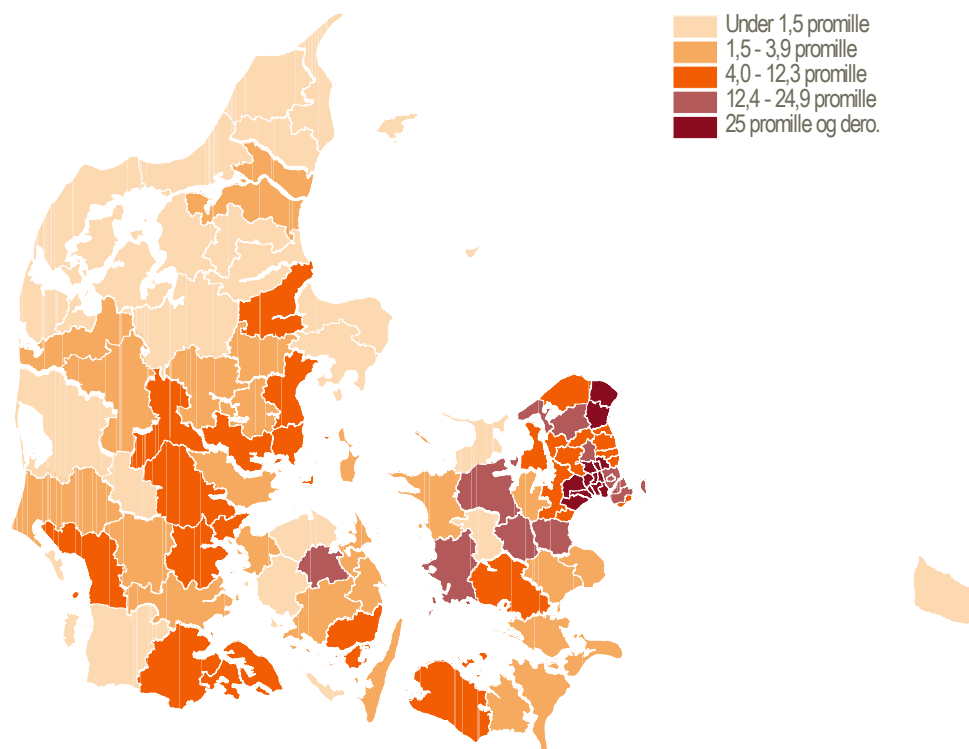 Under 1,5 promille
1,5 - 3,9 promille
4,0 - 12,3 promille
12,4 - 24,9 promille
25 promille og dero.